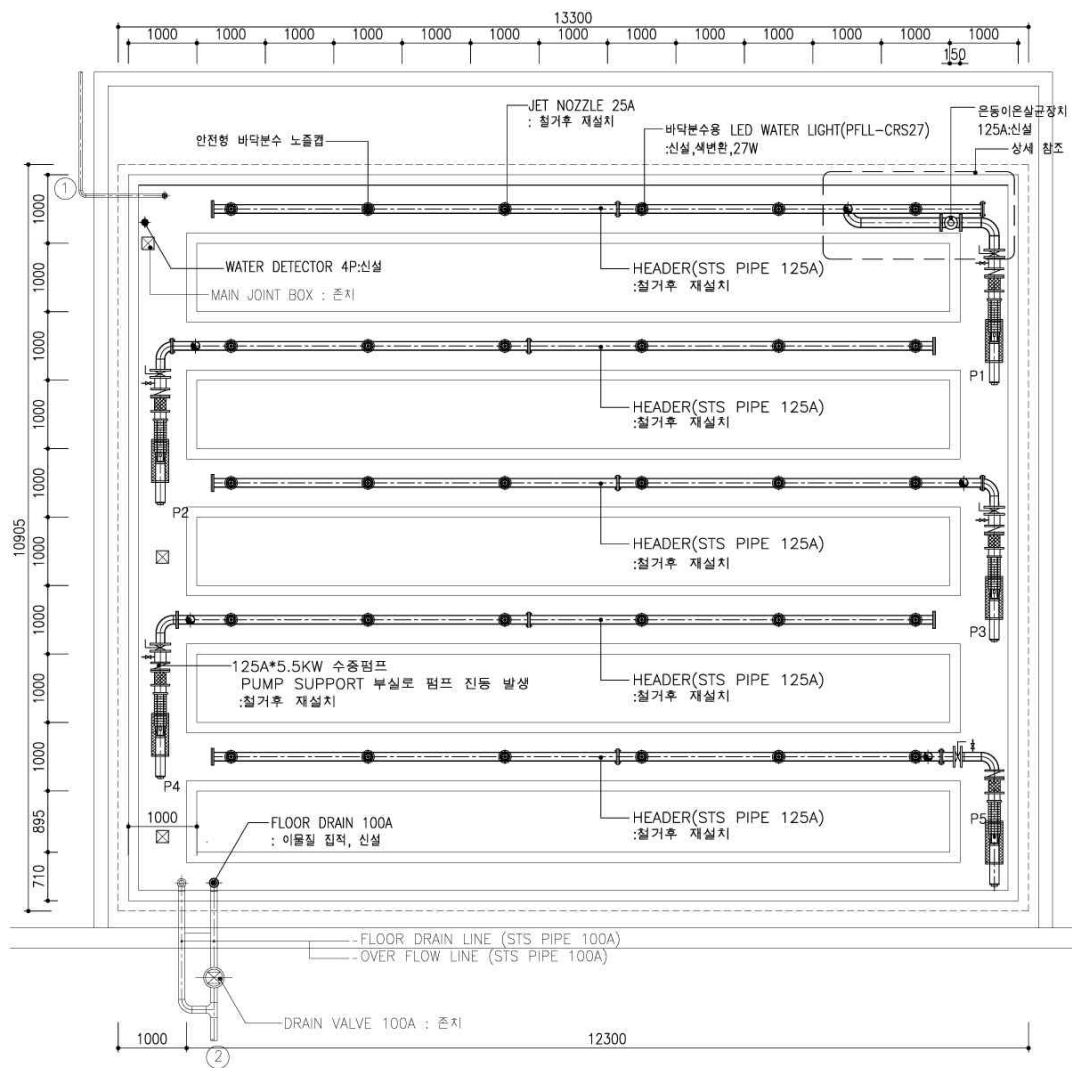 13300
1000 1000 1000 1000 1000 1000 1000 1000 1000 1000 1000 1000 1000
150
JET NOZZLE 25A
: 철거후 재설치
안전형 바닥분수 노즐캡
바닥분수용 LED WATER LIGHT(PFLL-CRS27)
:신설,색변환,27W
은동이온살균장치
125A:신설
상세 참조
1
WATER DETECTOR 4P:신설
MAIN JOINT BOX : 존치
HEADER(STS PIPE 125A)
:철거후 재설치
P1
HEADER(STS PIPE 125A)
:철거후 재설치
P2
HEADER(STS PIPE 125A)
:철거후 재설치
P3
125A*5.5KW 수중펌프
PUMP SUPPORT 부실로 펌프 진동 발생
:철거후 재설치
HEADER(STS PIPE 125A)
:철거후 재설치
P4
HEADER(STS PIPE 125A)
:철거후 재설치
P5
1000
FLOOR DRAIN 100A
: 이물질 집적, 신설
10905
1000
1000
1000
1000
1000
1000
1000
1000
1000
895
710
FLOOR DRAIN LINE (STS PIPE 100A)
OVER FLOW LINE (STS PIPE 100A)
DRAIN VALVE 100A : 존치
1000
12300
2